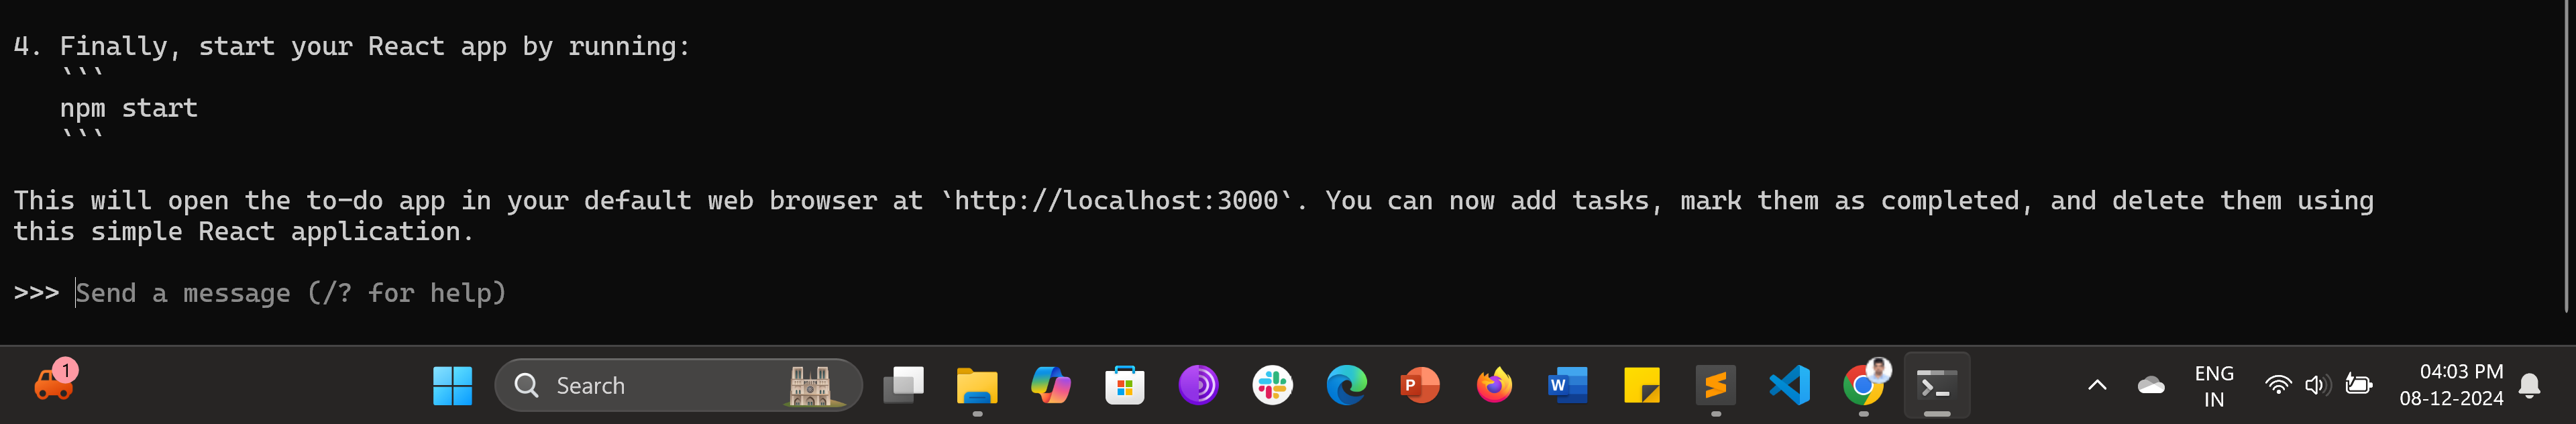 4. Finally, start your React app by running:
```
npm start
```
This will open the to-do app in your default web browser at `http://localhost:3000`. You can now add tasks, mark them as completed, and delete them using
this simple React application.
>>> Send a message (/? for help)
1
Search
P
W
ENG
IN
04:03 PM
08-12-2024